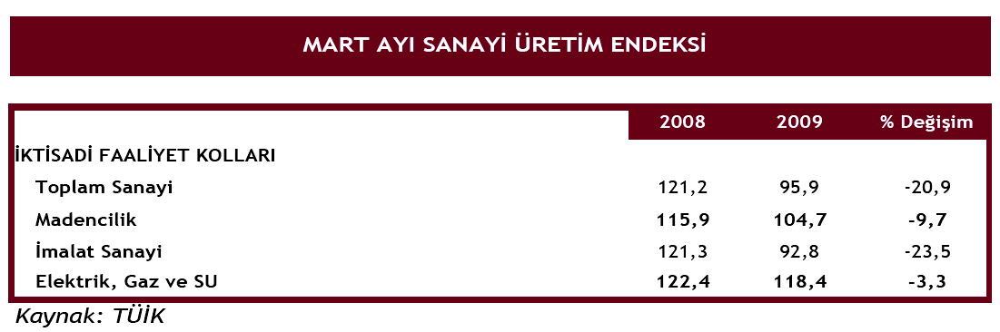 MART AYI SANAYİ ÜRETİM ENDEKSİ
2008 2009 % Değişim
İKTİSADİ FAALİYET KOLLARI
Toplam Sanayi 121,2 95,9 -20,9
Madencilik 115,9 104,7 -9,7
İmalat Sanayi 121,3 92,8 -23,5
Elektrik, Gaz ve SU 122,4 118,4 -3,3
Kaynak: TÜİK